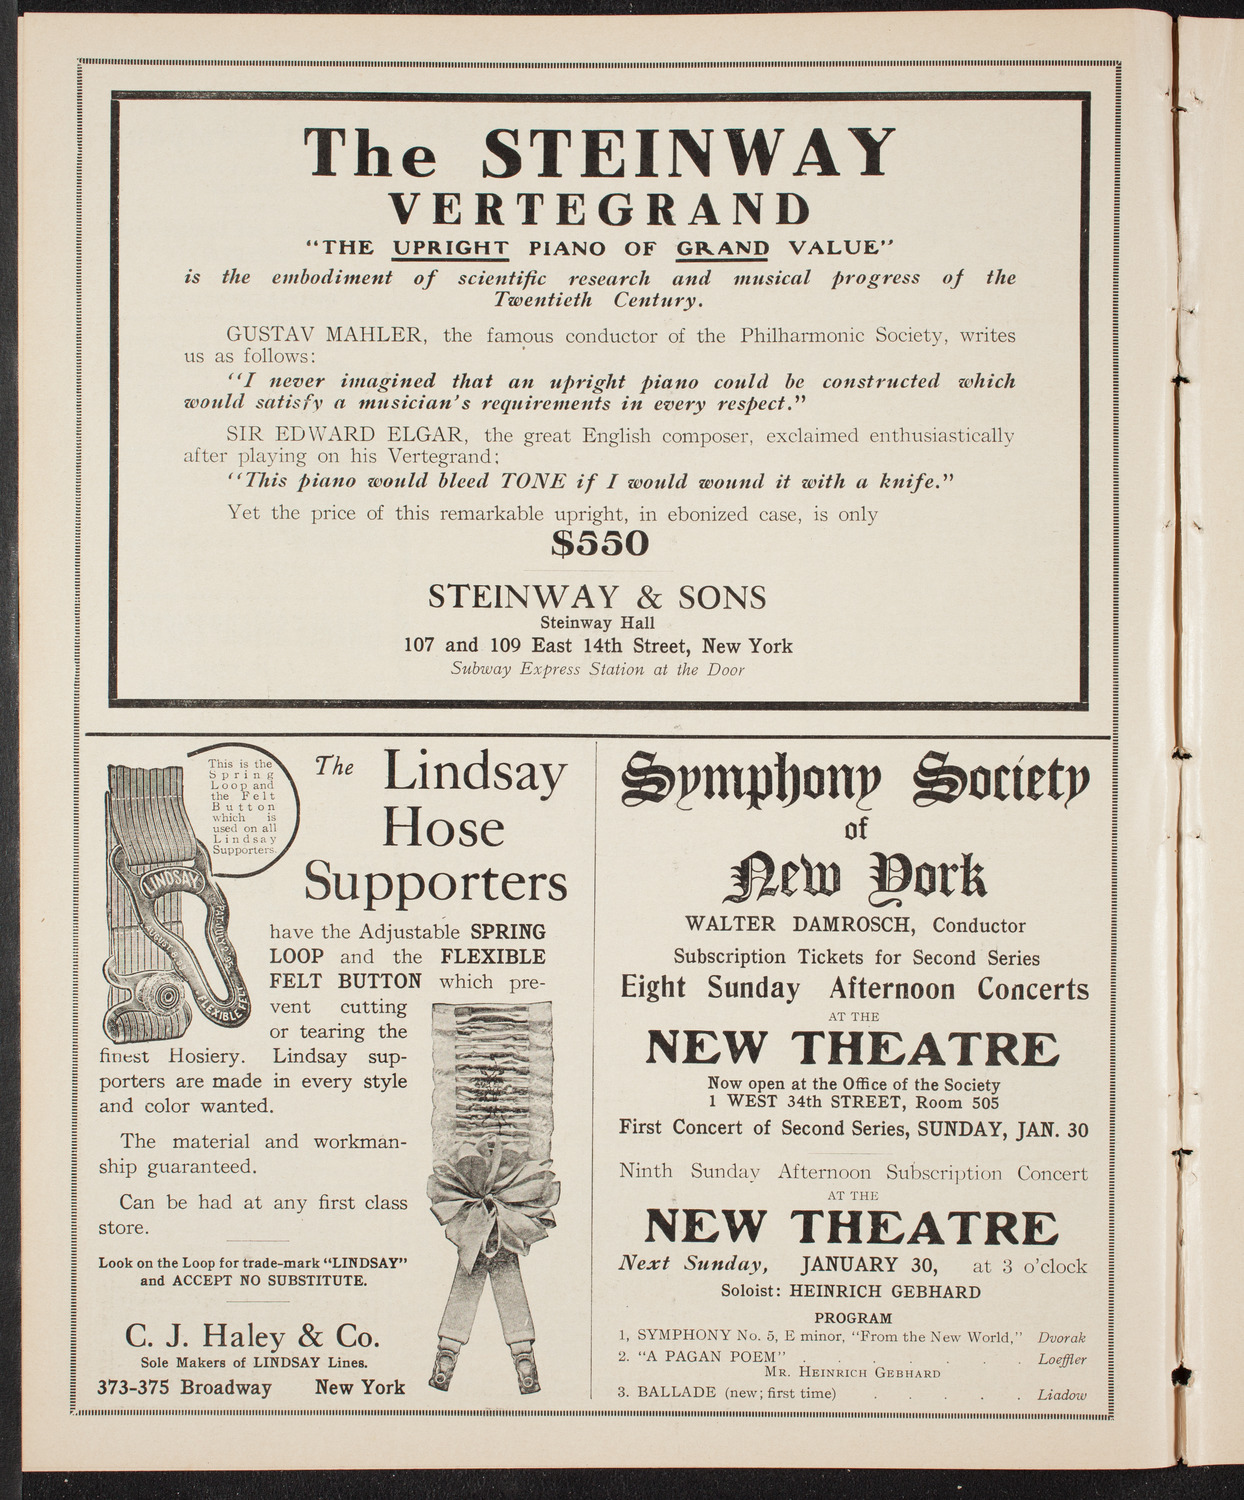 The STEINWAY
VERTEGRAND
“THE UPRIGHT PIANO OF GRAND VALUE”
is the embodiment of scientific research and musical progress of the
Twentieth Century.
GUSTAV MAHLER, the famous conductor of the Philharmonic Society, writes
us as follows:
“I never imagined that an upright piano could be constructed which
would satisfy a musician's requirements in every respect.”
SIR EDWARD ELGAR, the great English composer, exclaimed enthusiastically
after playing on his Vertegrand;
“This piano would bleed TONE if I would wound it with a knife.”
Yet the price of this remarkable upright, in ebonized case, is only
$550
STEINWAY & SONS
Steinway Hall
107 and 109 East 14th Street, New York
Subway Express Station at the Door
This is the
Spring
Loop and
the Felt
Button
which is
used on all
Lindsay
Supporters.
LINDSAY
The Lindsay
Hose
Supporters
have the Adjustable SPRING
LOOP and the FLEXIBLE
FELT BUTTON which pre-
vent cutting
or tearing the
finest Hosiery. Lindsay sup-
porters are made in every style
and color wanted.
The material and workman-
ship guaranteed.
Can be had at any first class
store.
Look on the Loop for trade-mark “LINDSAY”
and ACCEPT NO SUBSTITUTE.
C. J. Haley & Co.
Sole Makers of LINDSAY Lines.
373-375 Broadway New York
Symphony Society
of
New York
WALTER DAMROSCH, Conductor
Subscription Tickets for Second Series
Eight Sunday Afternoon Concerts
AT THE
NEW THEATRE
Now open at the Office of the Society
1 WEST 34th STREET, Room 505
First Concert of Second Series, SUNDAY, JAN. 30
Ninth Sunday Afternoon Subscription Concert
AT THE
NEW THEATRE
Next Sunday, JANUARY 30, at 3 o'clock
Soloist: HEINRICH GEBHARD
PROGRAM
1, SYMPHONY No. 5, E minor, “From the New World,” Dvorak
2. “A PAGAN POEM” . . . . . . . Loeffler
MR. HEINRICH GEBHARD
3. BALLADE (new; first time) . . . . . Liadow